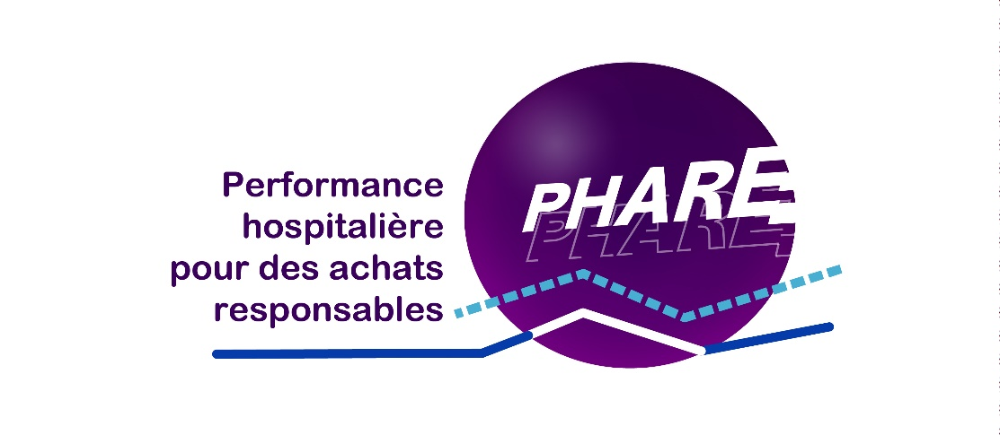 Performance
hospitalière
pour des achats
responsables
PHARE
PHARE